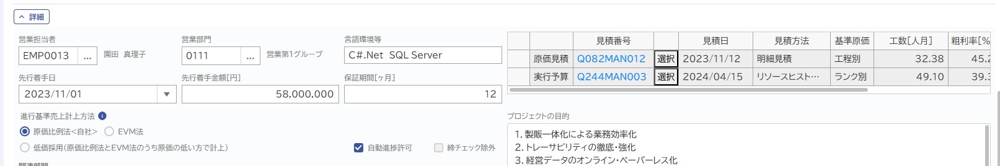 詳細
営業担当者 営業部門 言語環境等
EMP0013 ... 園田 真理子 0111 ... 営業第1グループ C#.Net SQL Server
先行着手日 先行着手金額[円] 保証期間[ヶ月]
2023/11/01 58,000,000 12
進行基準売上計上方法
原価比例法<自社> EVM法
低価採用(原価比例法とEVM法のうち原価の低い方で計上) 自動進捗許可 締チェック除外
見積番号 見積日 見積方法 基準原価 工数[人月] 粗利率[%
原価見積 Q082MAN012 選択 2023/11/12 明細見積 工程別 32.38 45.2
実行予算 Q244MAN003 選択 2024/04/15 リソースヒスト… ランク別 49.10 39.3
プロジェクトの目的
1. 製販一体化による業務効率化
2. トレーサビリティの徹底・強化
3. 経営データのオンライン・ペーパーレス化